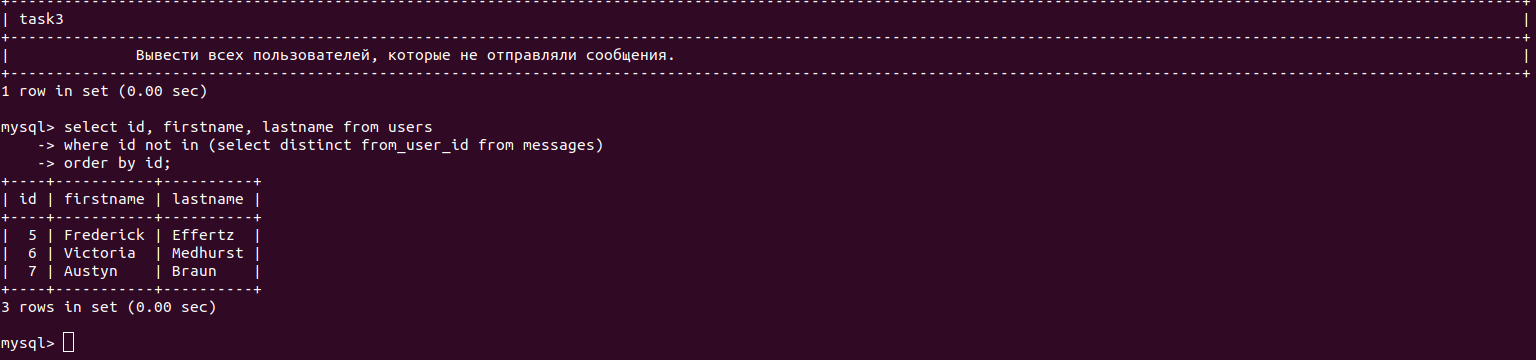 +------------------------------------------------------------------------------------------------------------------------------------------------------------------------+
| task3                                                                                                                                                                  |
+------------------------------------------------------------------------------------------------------------------------------------------------------------------------+
|              Вывести всех пользователей, которые не отправляли сообщения.                                                                                              |
+------------------------------------------------------------------------------------------------------------------------------------------------------------------------+
1 row in set (0.00 sec)

mysql> select id, firstname, lastname from users
    -> where id not in (select distinct from_user_id from messages)
    -> order by id;
+----+-----------+----------+
| id | firstname | lastname |
+----+-----------+----------+
|  5 | Frederick | Effertz  |
|  6 | Victoria  | Medhurst |
|  7 | Austyn    | Braun    |
+----+-----------+----------+
3 rows in set (0.00 sec)

mysql>